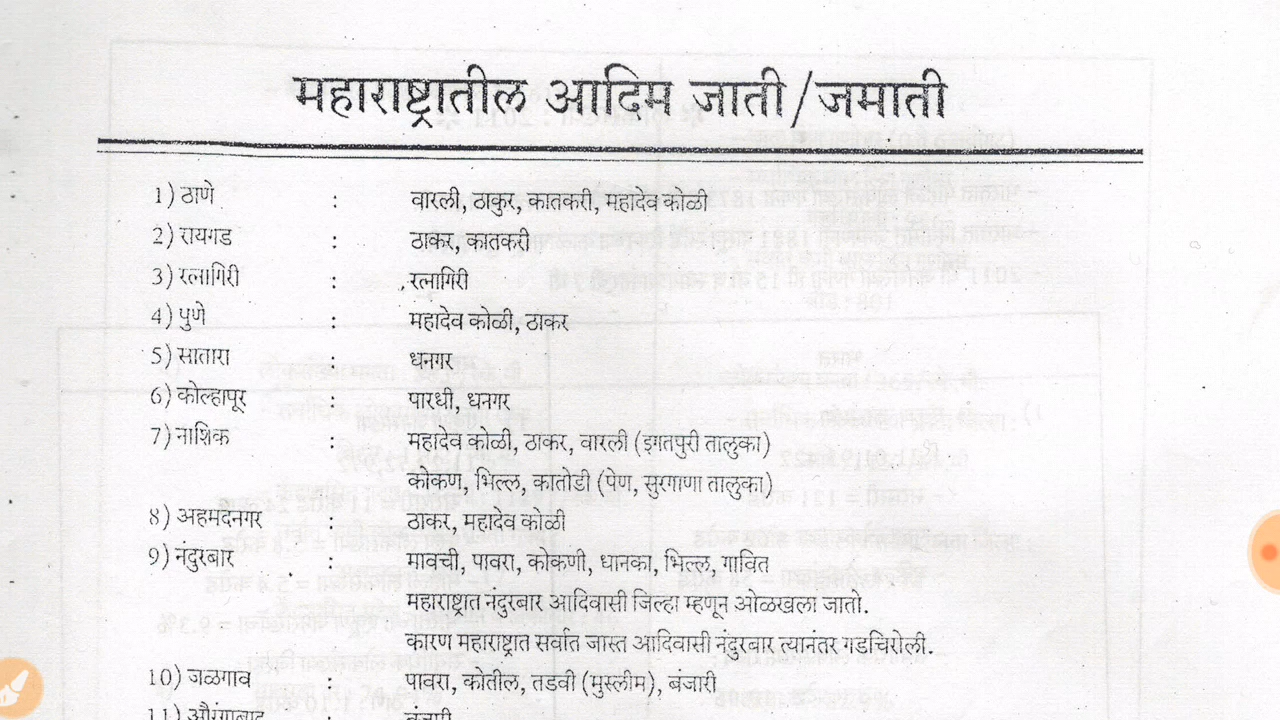 महाराष्ट्रातील आदिम जाती/जमाती
1) ठाणे : वारली, ठाकुर, कातकरी, महादेव कोळी
2) रायगड : ठाकर, कातकरी
3) रत्नागिरी : रत्नागिरी
4) पुणे : महादेव कोळी, ठाकर
5) सातारा : धनगर
6) कोल्हापूर : पारधी, धनगर
7) नाशिक : महादेव कोळी, ठाकर, वारली (इगतपुरी तालुका)
कोकण, भिल्ल, कातोडी (पेण, सुरगाणा तालुका)
8) अहमदनगर : ठाकर, महादेव कोळी
9) नंदुरबार : मावची, पावरा, कोकणी, धानका, भिल्ल, गावित
महाराष्ट्रात नंदुरबार आदिवासी जिल्हा म्हणून ओळखला जातो.
कारण महाराष्ट्रात सर्वात जास्त आदिवासी नंदुरबार त्यानंतर गडचिरोली.
10) जळगाव : पावरा, कोतील, तडवी (मुस्लीम), बंजारी
11) औरंगाबाद : बंजारी